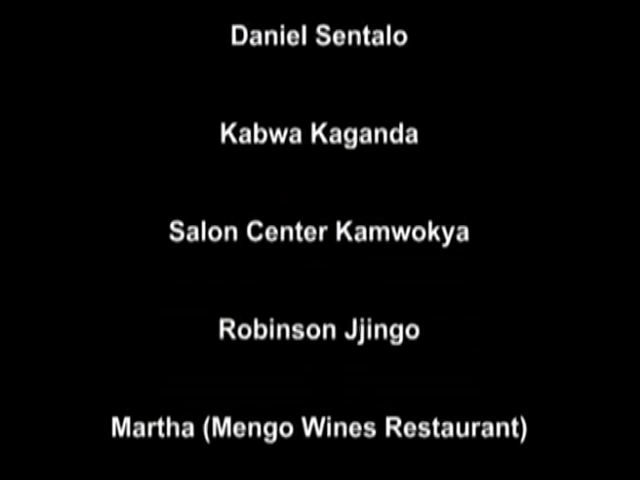 Daniel Sentalo
Kabwa Kaganda
Salon Center Kamwokya
Robinson Jjingo
Martha (Mengo Wines Restaurant)